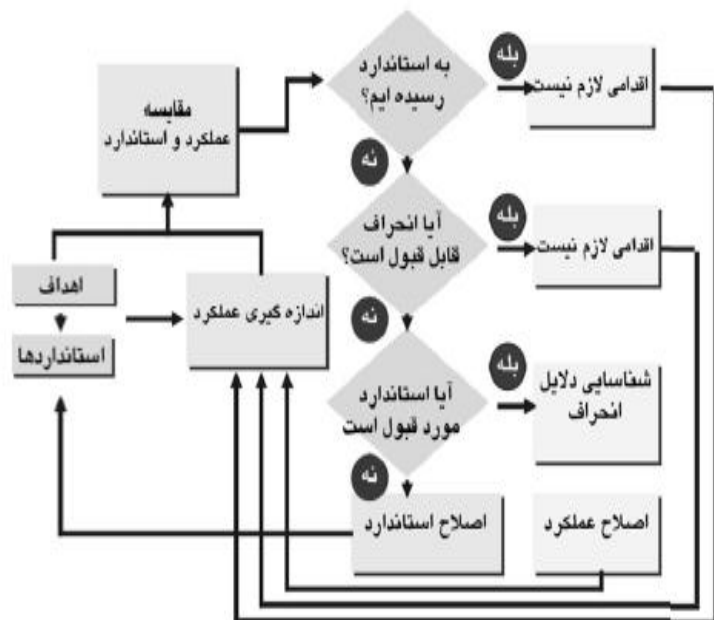 به استاندارد
رسیده ایم؟
بله
اقدامی لازم نیست
مقایسه
عملکرد و استاندارد
نه
آیا انحراف
قابل قبول است؟
بله
اقدامی لازم نیست
اهداف
استانداردها
اندازه گیری عملکرد
نه
آیا استاندارد
مورد قبول است
بله
شناسایی دلایل
انحراف
نه
اصلاح استاندارد
اصلاح عملکرد